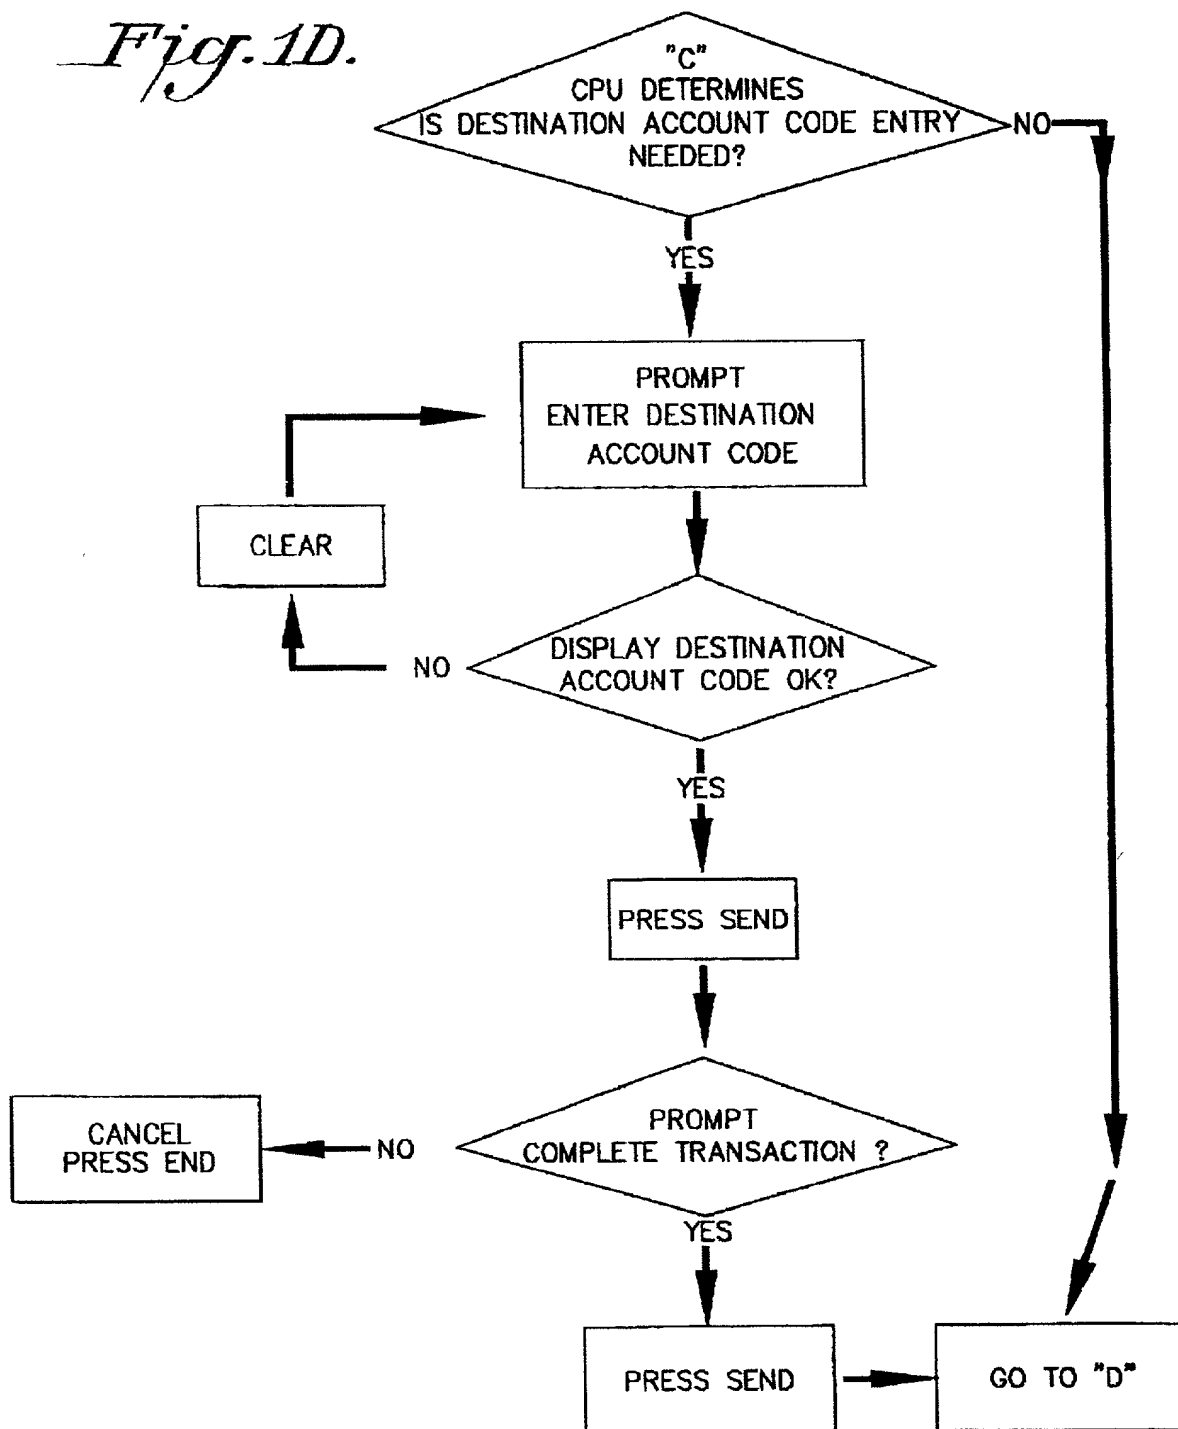 Fig. 1D.
"C"
CPU DETERMINES
IS DESTINATION ACCOUNT CODE ENTRY
NEEDED?
NO
YES
PROMPT
ENTER DESTINATION
ACCOUNT CODE
CLEAR
DISPLAY DESTINATION
ACCOUNT CODE OK?
NO
YES
PRESS SEND
PROMPT
COMPLETE TRANSACTION ?
NO
CANCEL
PRESS END
YES
PRESS SEND
GO TO "D"